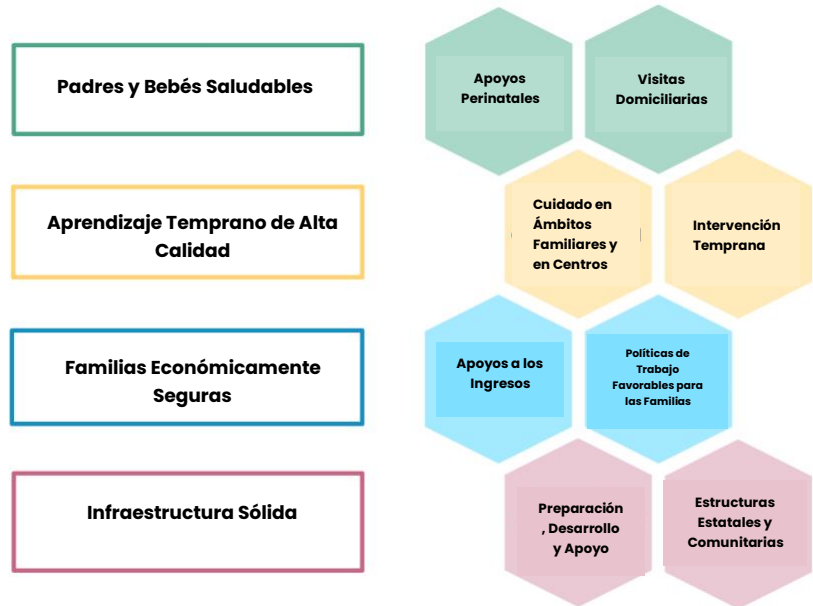 Padres y Bebés Saludables
Apoyos
Perinatales
Visitas
Domiciliarias
Aprendizaje Temprano de Alta
Calidad
Cuidado en
Ámbitos
Familiares y
en Centros
Intervención
Temprana
Familias Económicamente
Seguras
Apoyos a los
Ingresos
Políticas de
Trabajo
Favorables para
las Familias
Infraestructura Sólida
Preparación
, Desarrollo
y Apoyo
Estructuras
Estatales y
Comunitarias